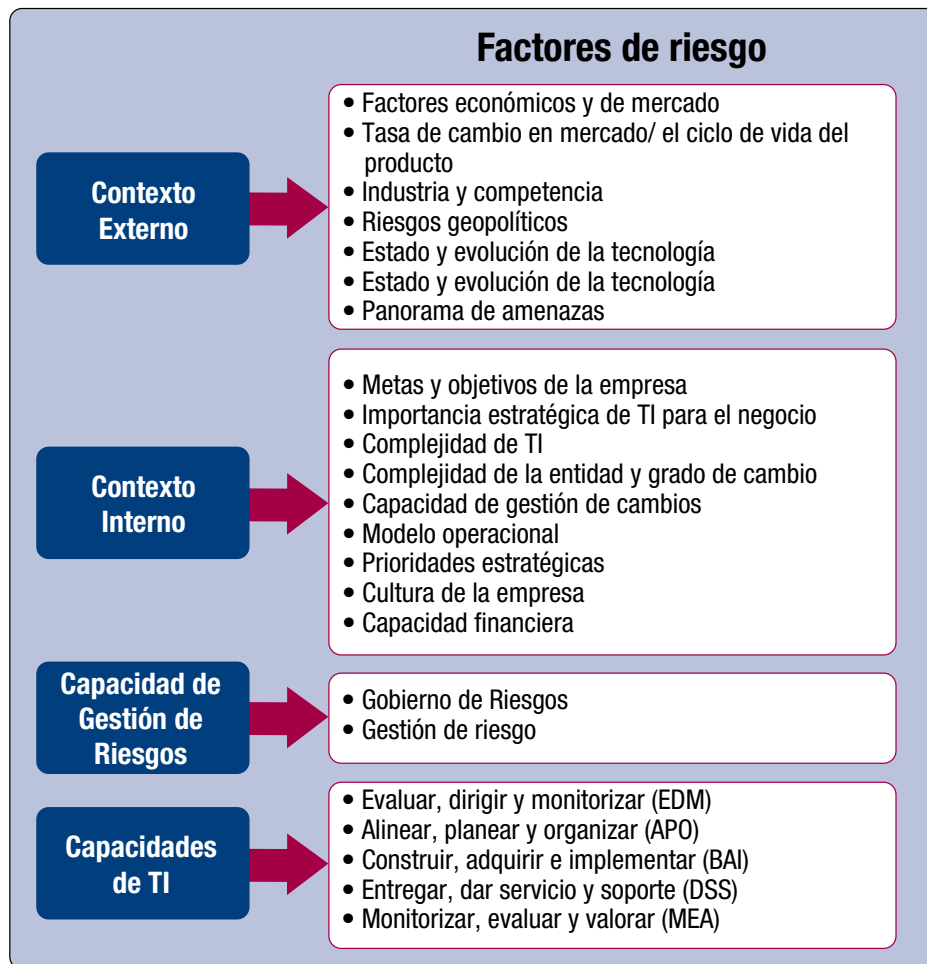 Factores de riesgo
Contexto
Externo
• Factores económicos y de mercado
• Tasa de cambio en mercado/ el ciclo de vida del
producto
• Industria y competencia
• Riesgos geopolíticos
• Estado y evolución de la tecnología
• Estado y evolución de la tecnología
• Panorama de amenazas
Contexto
Interno
• Metas y objetivos de la empresa
• Importancia estratégica de TI para el negocio
• Complejidad de TI
• Complejidad de la entidad y grado de cambio
• Capacidad de gestión de cambios
• Modelo operacional
• Prioridades estratégicas
• Cultura de la empresa
• Capacidad financiera
Capacidad de
Gestión de
Riesgos
• Gobierno de Riesgos
• Gestión de riesgo
Capacidades
de TI
• Evaluar, dirigir y monitorizar (EDM)
• Alinear, planear y organizar (APO)
• Construir, adquirir e implementar (BAI)
• Entregar, dar servicio y soporte (DSS)
• Monitorizar, evaluar y valorar (MEA)